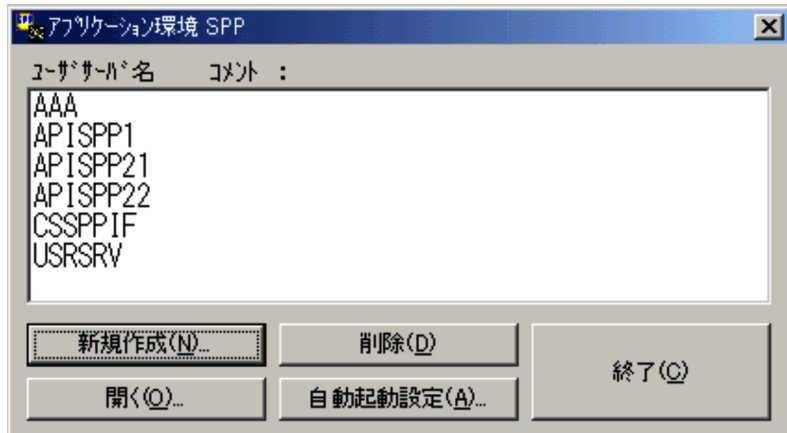 アプリケーション環境 SPP
ﾕｰｻﾞｻｰﾊﾞ名 ｺﾒﾝﾄ :
AAA
APISPP1
APISPP21
APISPP22
CSSPPIF
USRSRV
新規作成(N)... 削除(D)
終了(C)
開く(O)... 自動起動設定(A)...